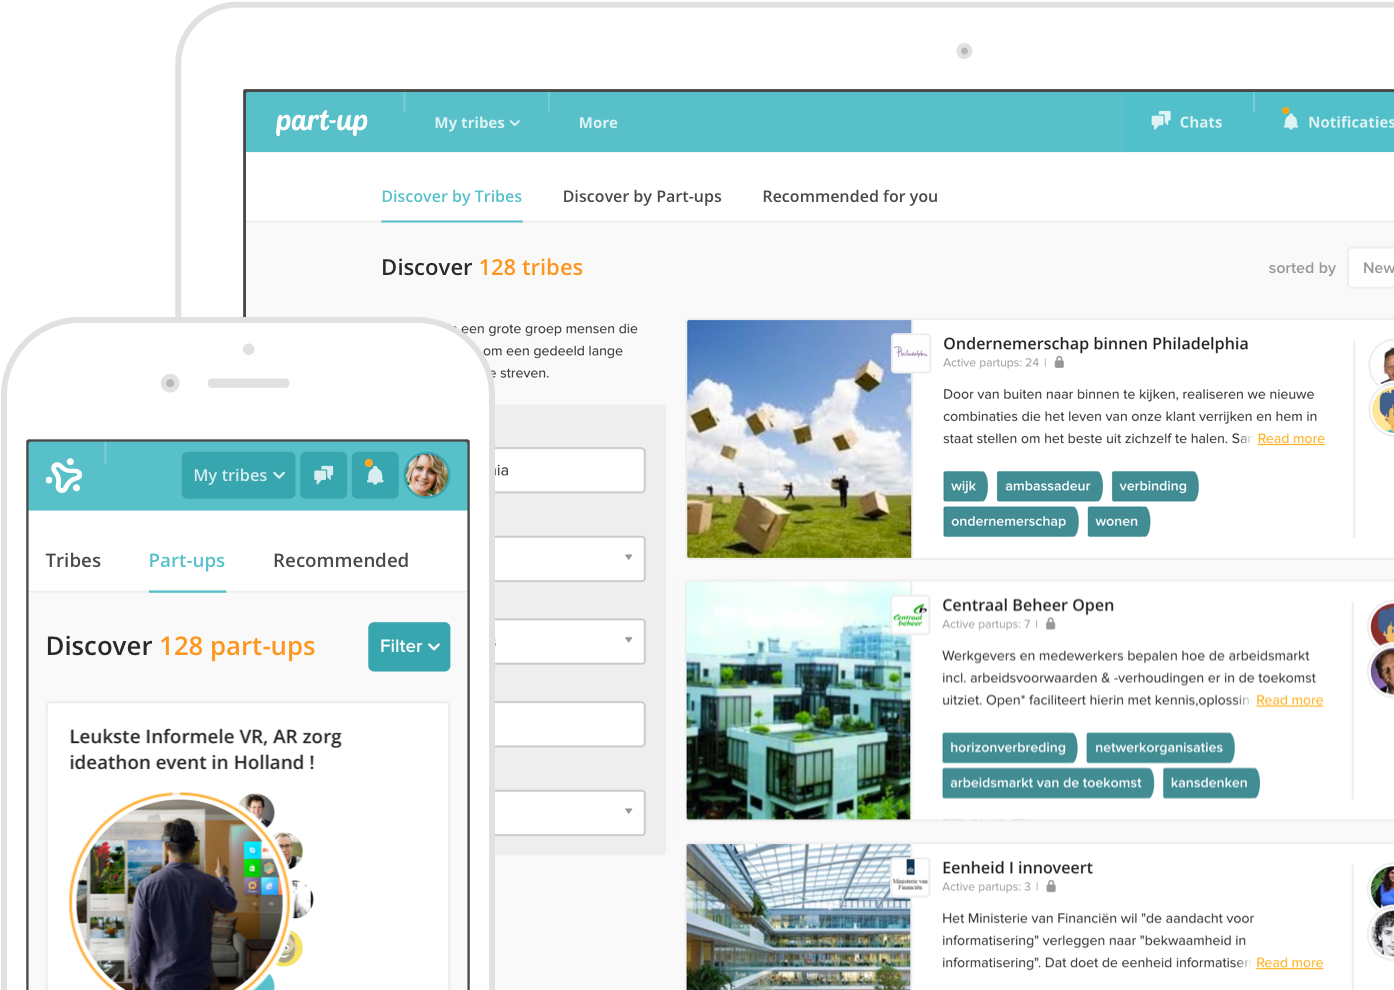 part-up
My tribes
More
Chats
Notificaties
Discover by Tribes
Discover by Part-ups
Recommended for you
Discover 128 tribes
sorted by
New
een grote groep mensen die
om een gedeeld lange
streven.
Philadelphia
Ondernemerschap binnen Philadelphia
Active partups: 24 |
Door van buiten naar binnen te kijken, realiseren we nieuwe
combinaties die het leven van onze klant verrijken en hem in
staat stellen om het beste uit zichzelf te halen. Sar Read more
wijk
ambassadeur
verbinding
ondernemerschap
wonen
Centraal
beheer
Centraal Beheer Open
Active partups: 7 |
Werkgevers en medewerkers bepalen hoe de arbeidsmarkt
incl. arbeidsvoorwaarden & -verhoudingen er in de toekomst
uitziet. Open* faciliteert hierin met kennis,oplossin Read more
horizonverbreding
netwerkorganisaties
arbeidsmarkt van de toekomst
kansdenken
Ministerie van
Financiën
Eenheid I innoveert
Active partups: 3 |
Het Ministerie van Financiën wil "de aandacht voor
informatisering" verleggen naar "bekwaamheid in
informatisering". Dat doet de eenheid informatiser Read more
My tribes
Tribes
Part-ups
Recommended
Discover 128 part-ups
Filter
Leukste Informele VR, AR zorg
ideathon event in Holland !